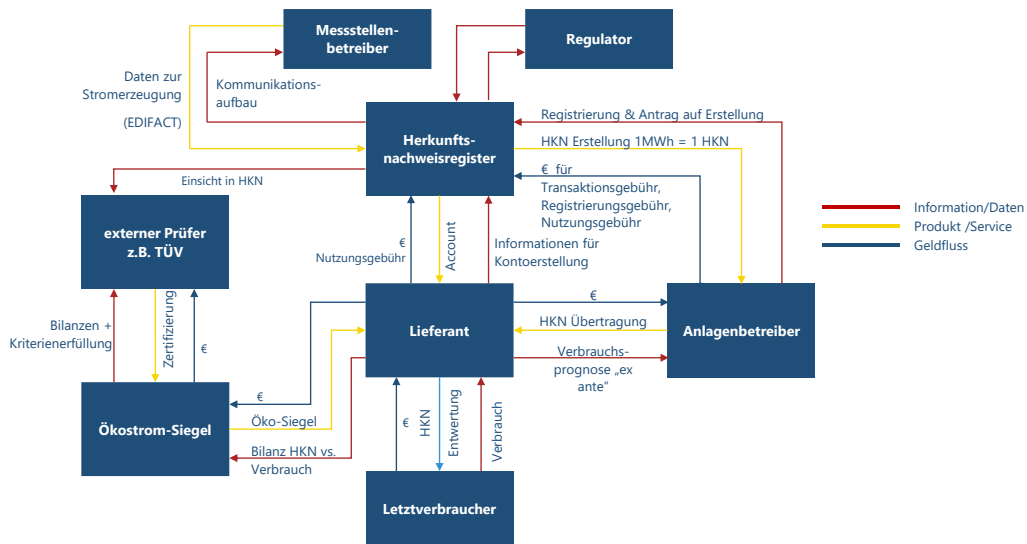 Messstellen-
betreiber
Regulator
Daten zur
Stromerzeugung
(EDIFACT)
Kommunikations-
aufbau
Herkunfts-
nachweisregister
Registrierung & Antrag auf Erstellung
HKN Erstellung 1MWh = 1 HKN
€ für
Transaktionsgebühr,
Registrierungsgebühr,
Nutzungsgebühr
Einsicht in HKN
externer Prüfer
z.B. TÜV
€
Nutzungsgebühr
Account
Informationen für
Kontoerstellung
Information/Daten
Produkt /Service
Geldfluss
Bilanzen +
Kriterienerfüllung
Zertifizierung
€
Lieferant
€
HKN Übertragung
Verbrauchs-
prognose „ex
ante“
Anlagenbetreiber
Ökostrom-Siegel
€
Öko-Siegel
Bilanz HKN vs.
Verbrauch
€
HKN
Entwertung
Verbrauch
Letztverbraucher